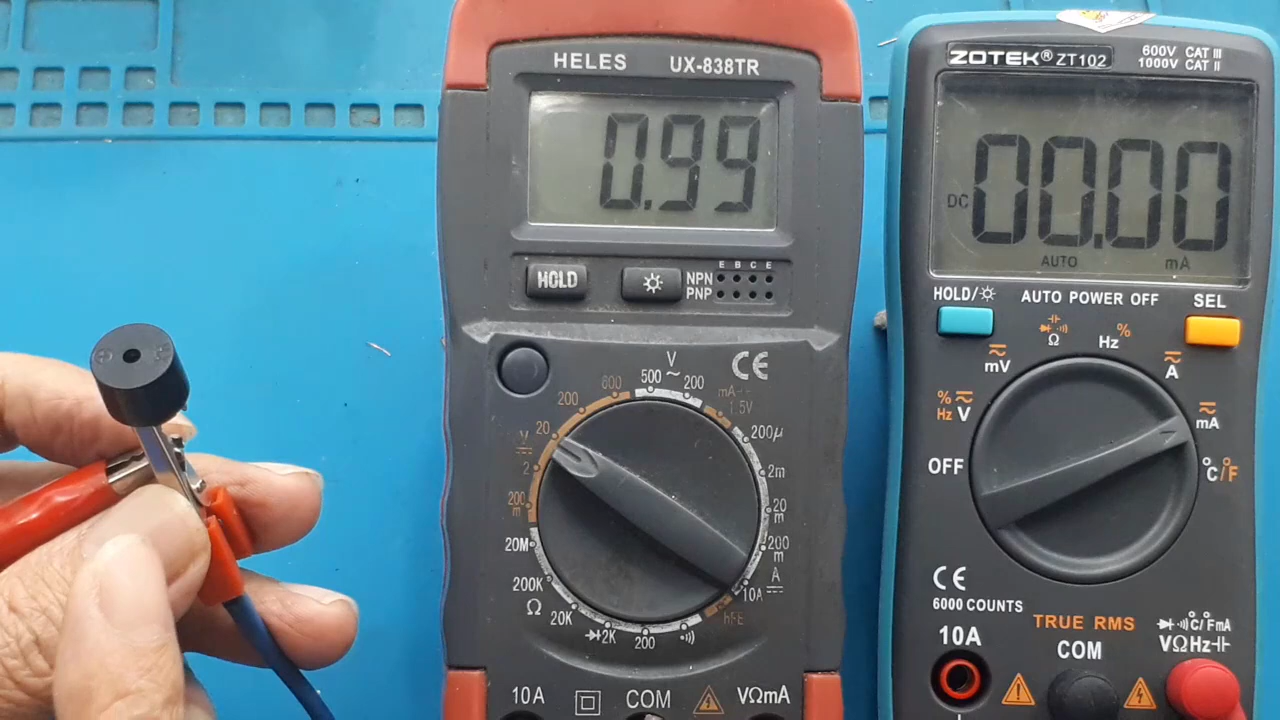 HELES UX-838TR
0.99
HOLD
E B C E
NPN
PNP
V~
500
200
600
200
20
V
2
200
m
mA
1.5V
200µ
2m
20
m
200
m
A
10A
hFE
20M
200K
Ω
20K
2K
200
CE
10A
COM
VΩmA
ZOTEK® ZT102
600V CAT III
1000V CAT II
DC 00.00
AUTO mA
HOLD/
AUTO POWER OFF
SEL
Ω
Hz %
mV
A
% Hz V
mA
OFF
°C/°F
CE
6000 COUNTS
TRUE RMS
10A
COM
°C/°F mA
VΩHz